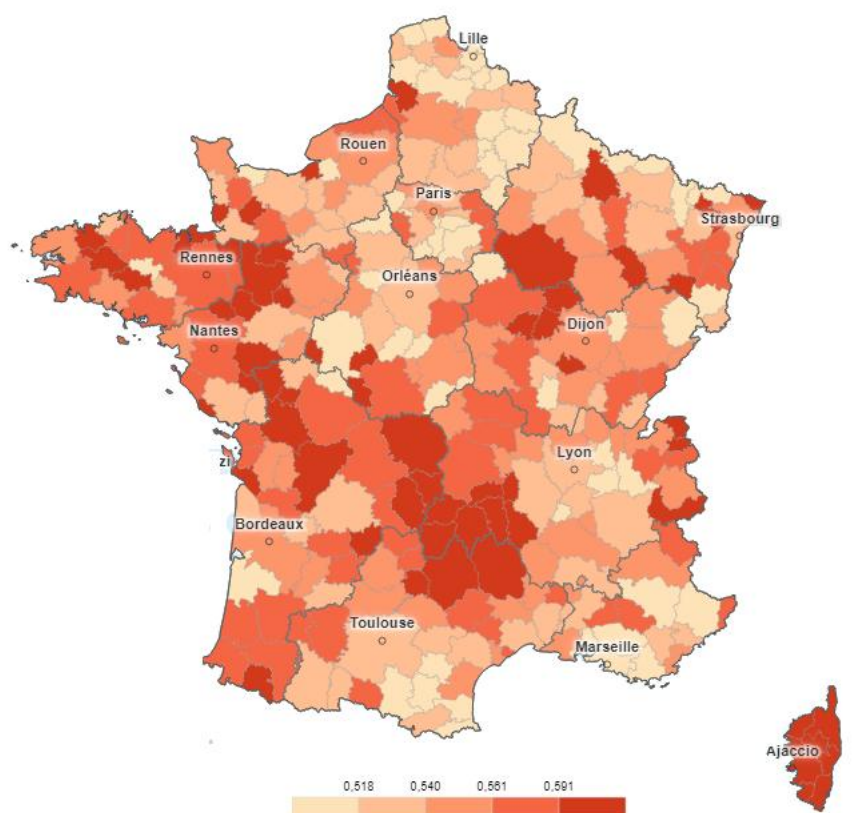 Lille
Rouen
Paris
Strasbourg
Rennes
Orléans
Nantes
Dijon
zi
Lyon
Bordeaux
Toulouse
Marseille
Ajaccio
0,518 0,540 0,561 0,591